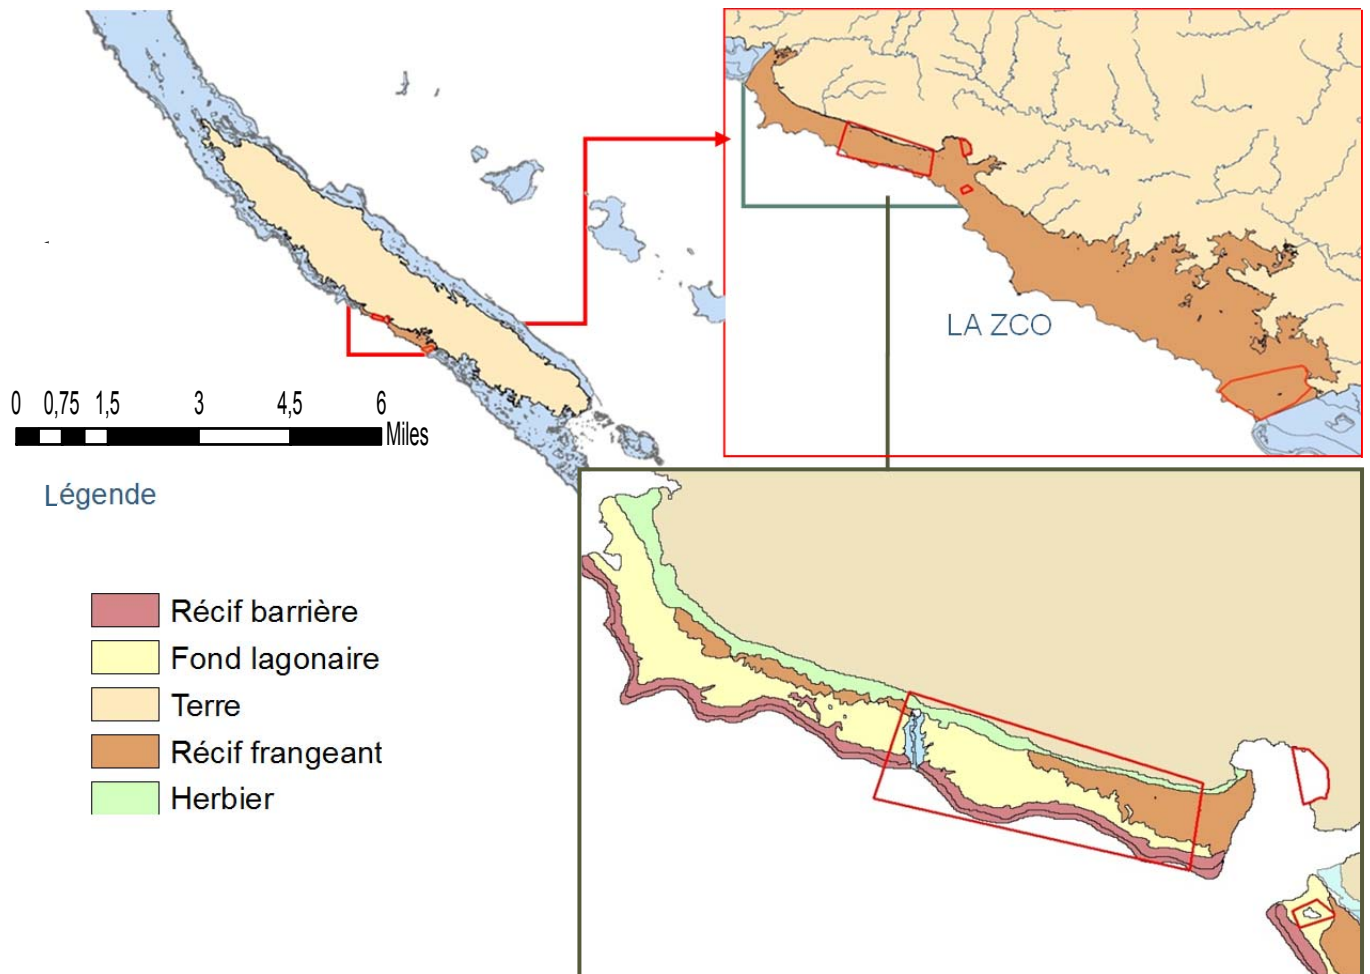 LA ZCO
0 0,75 1,5 3 4,5 6
Miles
Légende
Récif barrière
Fond lagonaire
Terre
Récif frangeant
Herbier